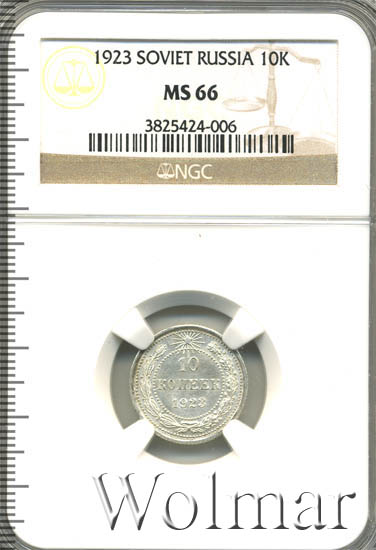 1923 SOVIET RUSSIA 10K
MS 66
3825424-006
NGC
10
КОПЕЕК
1923
Wolmar